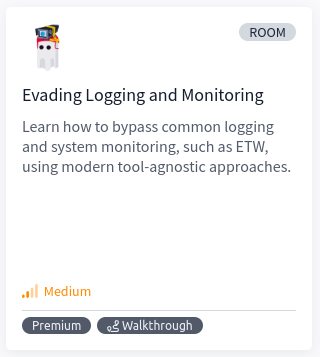 ROOM
Evading Logging and Monitoring
Learn how to bypass common logging
and system monitoring, such as ETW,
using modern tool-agnostic approaches.
Medium
Premium
Walkthrough